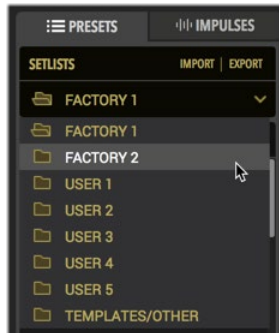 PRESETS
IMPULSES
SETLISTS
IMPORT | EXPORT
FACTORY 1
FACTORY 1
FACTORY 2
USER 1
USER 2
USER 3
USER 4
USER 5
TEMPLATES/OTHER